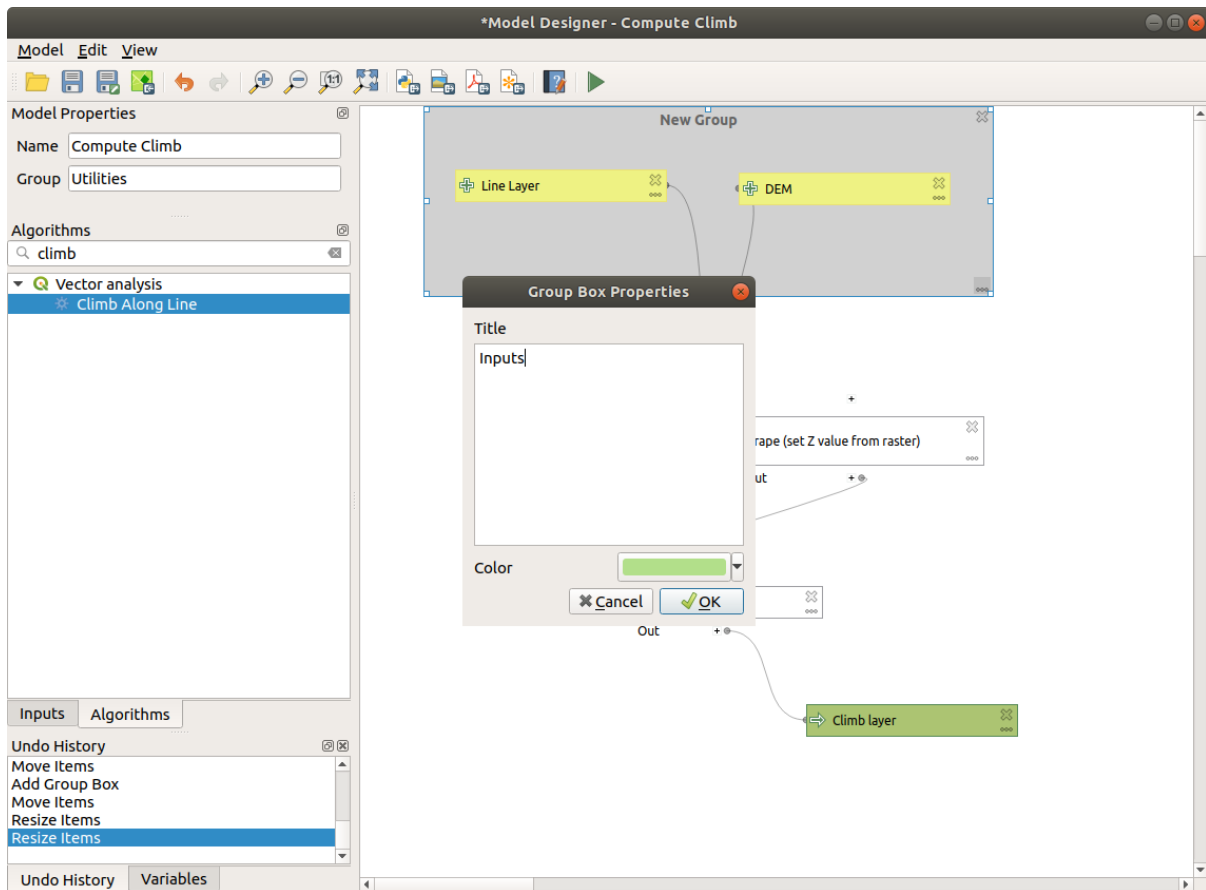 *Model Designer - Compute Climb
Model Edit View
Model Properties
Name Compute Climb
Group Utilities
Algorithms
climb
Vector analysis
Climb Along Line
Inputs Algorithms
Undo History
Move Items
Add Group Box
Move Items
Resize Items
Resize Items
Undo History Variables
New Group
Line Layer
DEM
Group Box Properties
Title
Inputs
Color
Cancel OK
rape (set Z value from raster)
ut
Out
Climb layer